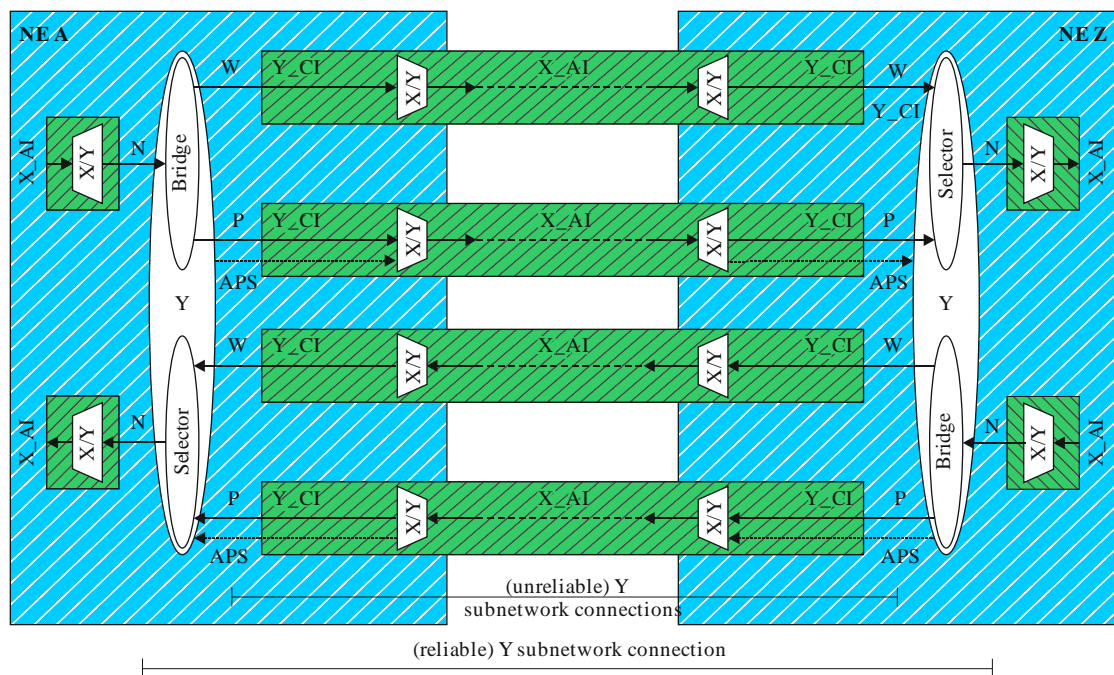 NE A
NE Z
W
Y_CI
X_AI
Y_CI
W
X/Y
X/Y
Y_CI
X_AI
X/Y
N
Bridge
Selector
N
X/Y
X_AI
P
Y_CI
X_AI
Y_CI
P
X/Y
X/Y
APS
APS
Y
Y
W
Y_CI
X_AI
Y_CI
W
X/Y
X/Y
X_AI
X/Y
N
Selector
Bridge
N
X/Y
X_AI
P
Y_CI
X_AI
Y_CI
P
X/Y
X/Y
APS
APS
(unreliable) Y
subnetwork connections
(reliable) Y subnetwork connection